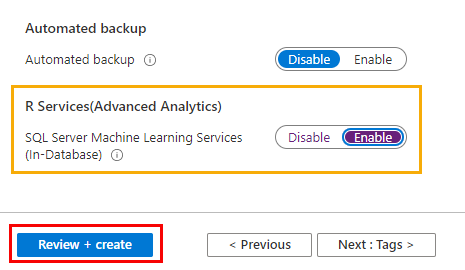 Automated backup
Automated backup
Disable Enable
R Services(Advanced Analytics)
SQL Server Machine Learning Services
(In-Database)
Disable Enable
Review + create
< Previous
Next : Tags >